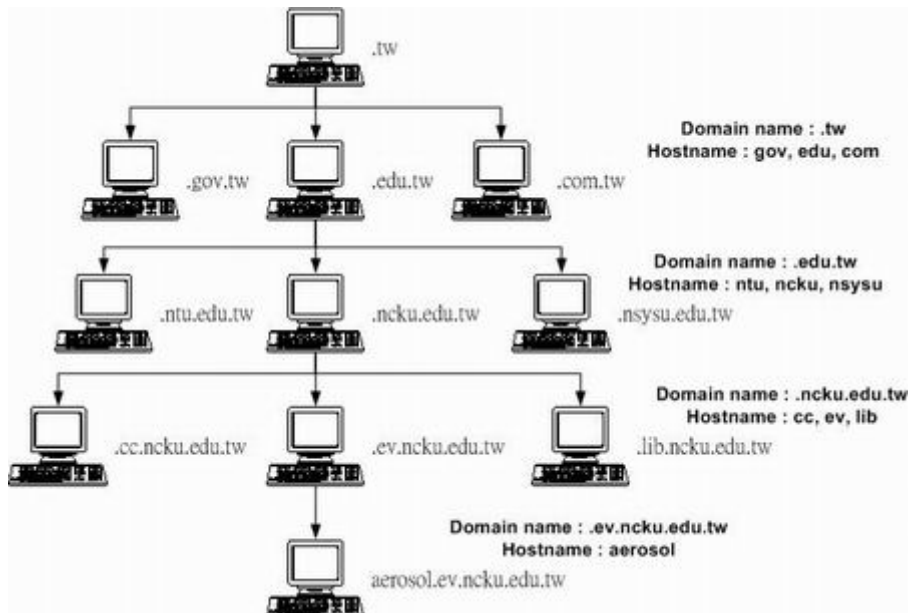 .tw
Domain name : .tw
Hostname : gov, edu, com
.gov.tw
.edu.tw
.com.tw
Domain name : .edu.tw
Hostname : ntu, ncku, nsysu
.ntu.edu.tw
.ncku.edu.tw
.nsysu.edu.tw
Domain name : .ncku.edu.tw
Hostname : cc, ev, lib
.cc.ncku.edu.tw
.ev.ncku.edu.tw
.lib.ncku.edu.tw
Domain name : .ev.ncku.edu.tw
Hostname : aerosol
aerosol.ev.ncku.edu.tw